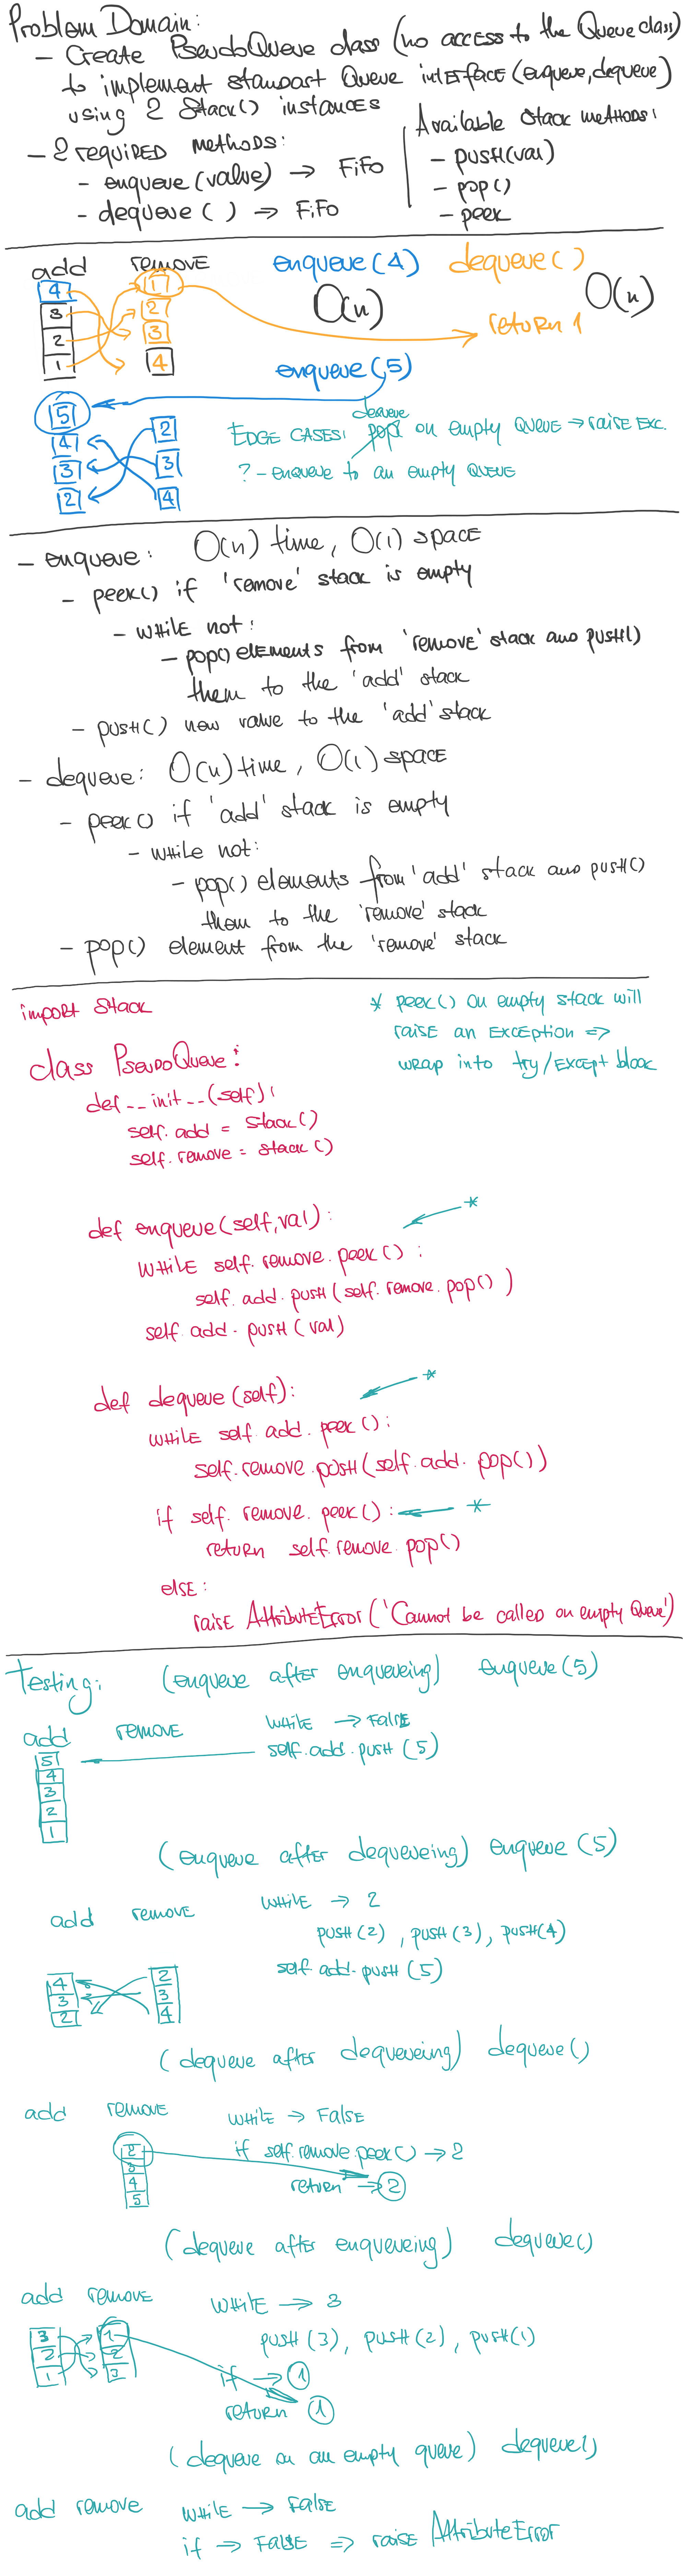 Problem Domain:
- Create PseudoQueue class (no access to the Queue class)
to implement standart Queue interface (enqueue, dequeue)
using 2 Stack() instances
- 2 required methods:
- enqueue (value) → FiFo
- dequeue ( ) → FiFo
Available Stack methods:
- push(val)
- pop()
- peek
add remove enqueue(4) dequeue()
4
3
2
1
1
2
3
4
O(n) O(n)
return 1
enqueue(5)
5
4
3
2
2
3
4
dequeue
Edge cases: pop on empty queue → raise exc.
? - enqueue to an empty queue
- enqueue: O(n) time, O(1) space
- peek() if 'remove' stack is empty
- while not:
- pop() elements from 'remove' stack and push()
them to the 'add' stack
- push() new value to the 'add' stack
- dequeue: O(n) time, O(1) space
- peek() if 'add' stack is empty
- while not:
- pop() elements from 'add' stack and push()
them to the 'remove' stack
- pop() element from the 'remove' stack
import Stack
* peek() on empty stack will
raise an exception =>
wrap into try/except block
class PseudoQueue:
def __init__(self):
self.add = Stack()
self.remove = Stack()
def enqueue(self, val): *
while self.remove.peek():
self.add.push(self.remove.pop())
self.add.push(val)
def dequeue(self): *
while self.add.peek():
self.remove.push(self.add.pop())
if self.remove.peek(): *
return self.remove.pop()
else:
raise AttributeError('Cannot be called on empty Queue')
Testing: (enqueue after enqueueing) enqueue(5)
add remove while → False
self.add.push(5)
5
4
3
2
1
(enqueue after dequeueing) enqueue(5)
add remove while → 2
push(2), push(3), push(4)
self.add.push(5)
4
3
2
2
3
4
(dequeue after dequeueing) dequeue()
add remove while → False
if self.remove.peek() → 2
return → 2
2
3
4
5
(dequeue after enqueueing) dequeue()
add remove while → 3
push(3), push(2), push(1)
if → 1
return 1
3
2
1
1
2
3
(dequeue on an empty queue) dequeue()
add remove while → False
if → False => raise AttributeError